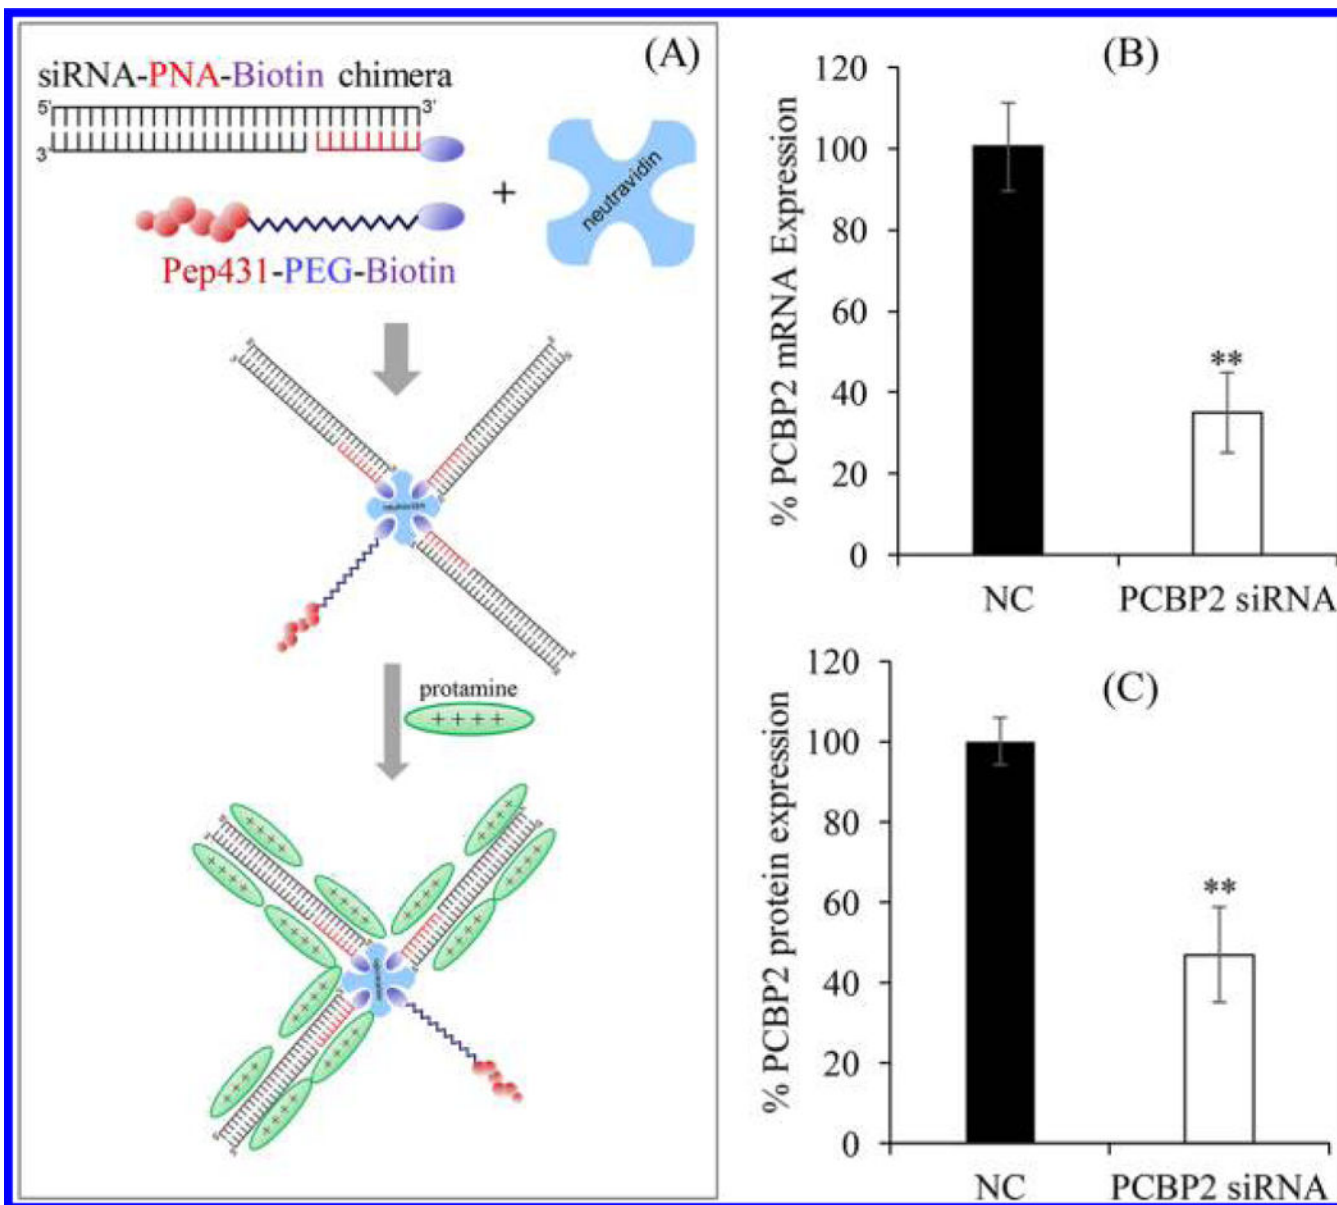 (A)
siRNA-PNA-Biotin chimera
5'
3'
3'
neutravidin
+
Pep431-PEG-Biotin
neutravidin
protamine
+ + + +
neutravidin
(B)
% PCBP2 mRNA Expression
120
100
80
60
40
20
0
**
NC
PCBP2 siRNA
(C)
% PCBP2 protein expression
120
100
80
60
40
20
0
**
NC
PCBP2 siRNA